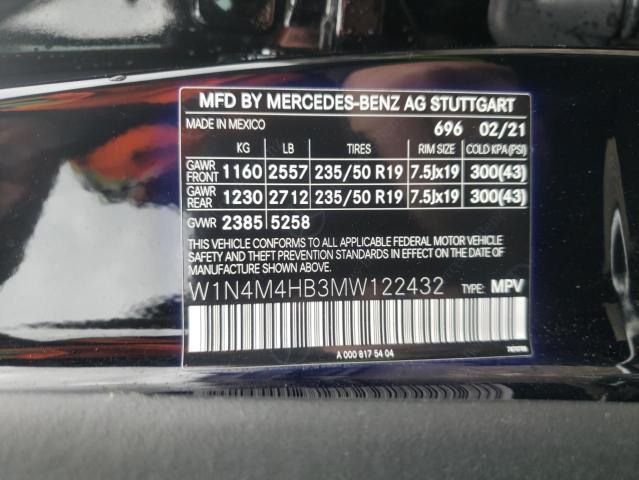 MFD BY MERCEDES-BENZ AG STUTTGART
MADE IN MEXICO 696 02/21
KG LB TIRES RIM SIZE COLD KPA(PSI)
GAWR FRONT 1160 2557 235/50 R19 7.5Jx19 300(43)
GAWR REAR 1230 2712 235/50 R19 7.5Jx19 300(43)
GVWR 2385 5258
THIS VEHICLE CONFORMS TO ALL APPLICABLE FEDERAL MOTOR VEHICLE
SAFETY AND THEFT PREVENTION STANDARDS IN EFFECT ON THE DATE
OF MANUFACTURE SHOWN ABOVE.
W1N4M4HB3MW122432 TYPE: MPV
A 000 817 54 04